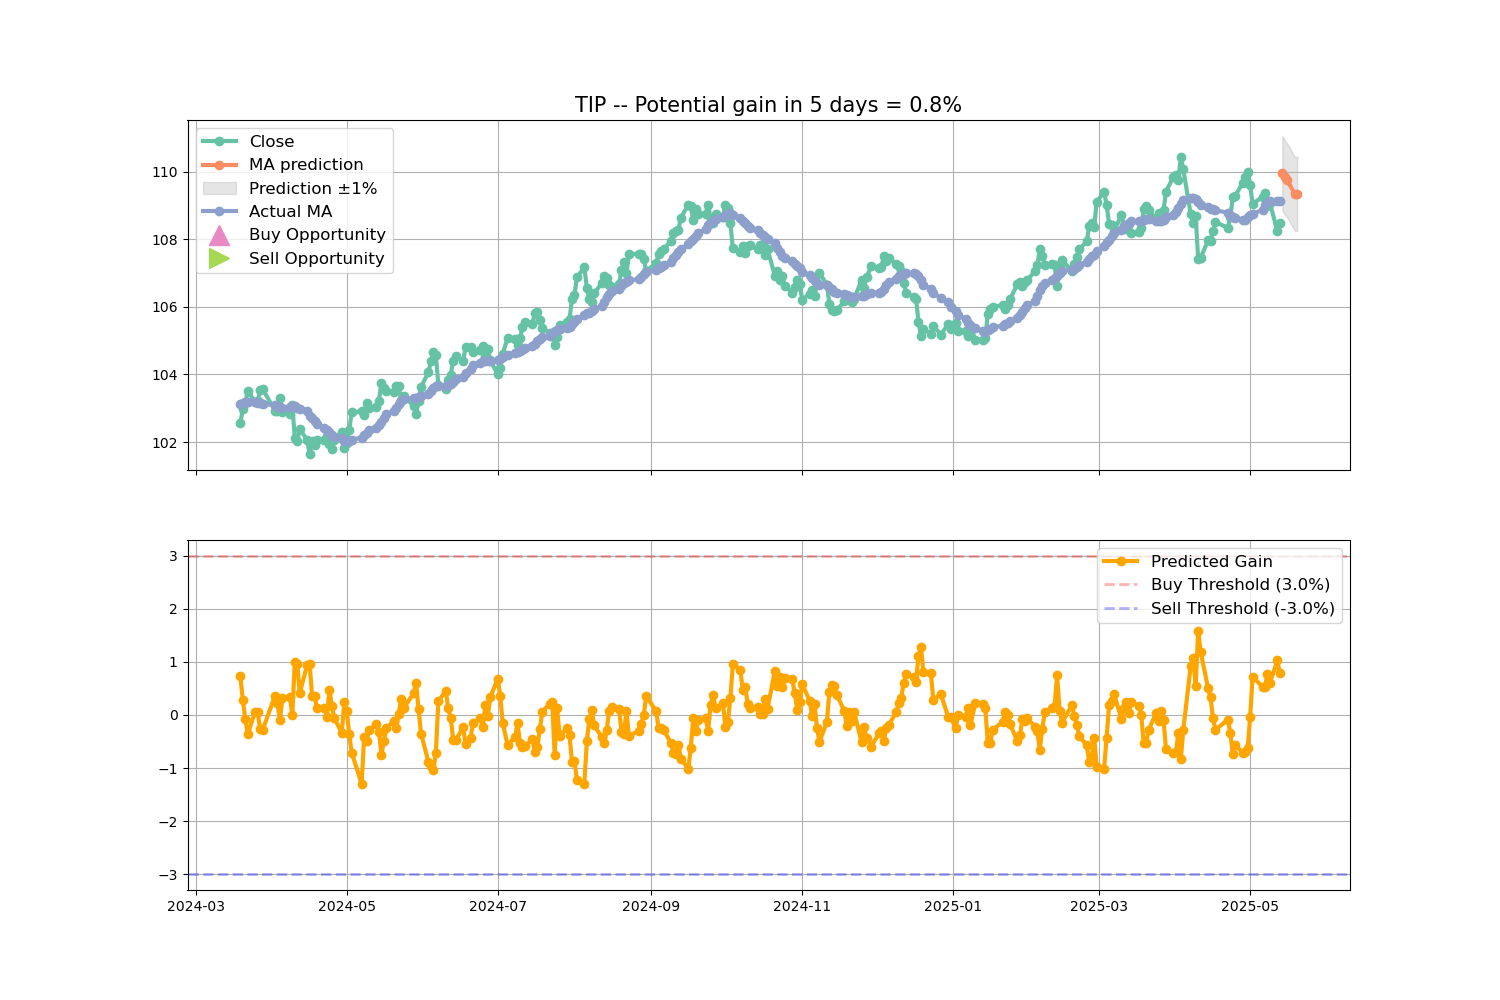 TIP -- Potential gain in 5 days = 0.8%
Close
MA prediction
Prediction ±1%
Actual MA
Buy Opportunity
Sell Opportunity
110
108
106
104
102
Predicted Gain
Buy Threshold (3.0%)
Sell Threshold (-3.0%)
3
2
1
0
−1
−2
−3
2024-03
2024-05
2024-07
2024-09
2024-11
2025-01
2025-03
2025-05